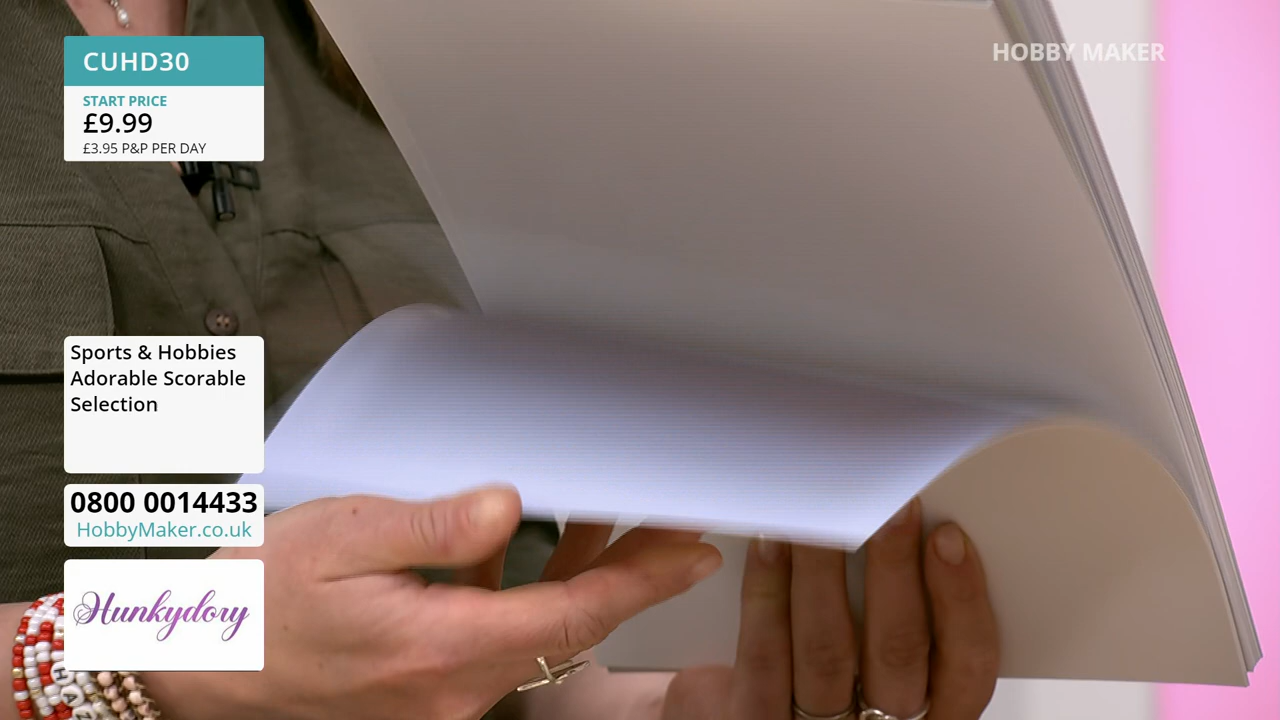 CUHD30
START PRICE
£9.99
£3.95 P&P PER DAY
HOBBY MAKER
Sports & Hobbies
Adorable Scorable
Selection
0800 0014433
HobbyMaker.co.uk
Hunkydory
HAZ